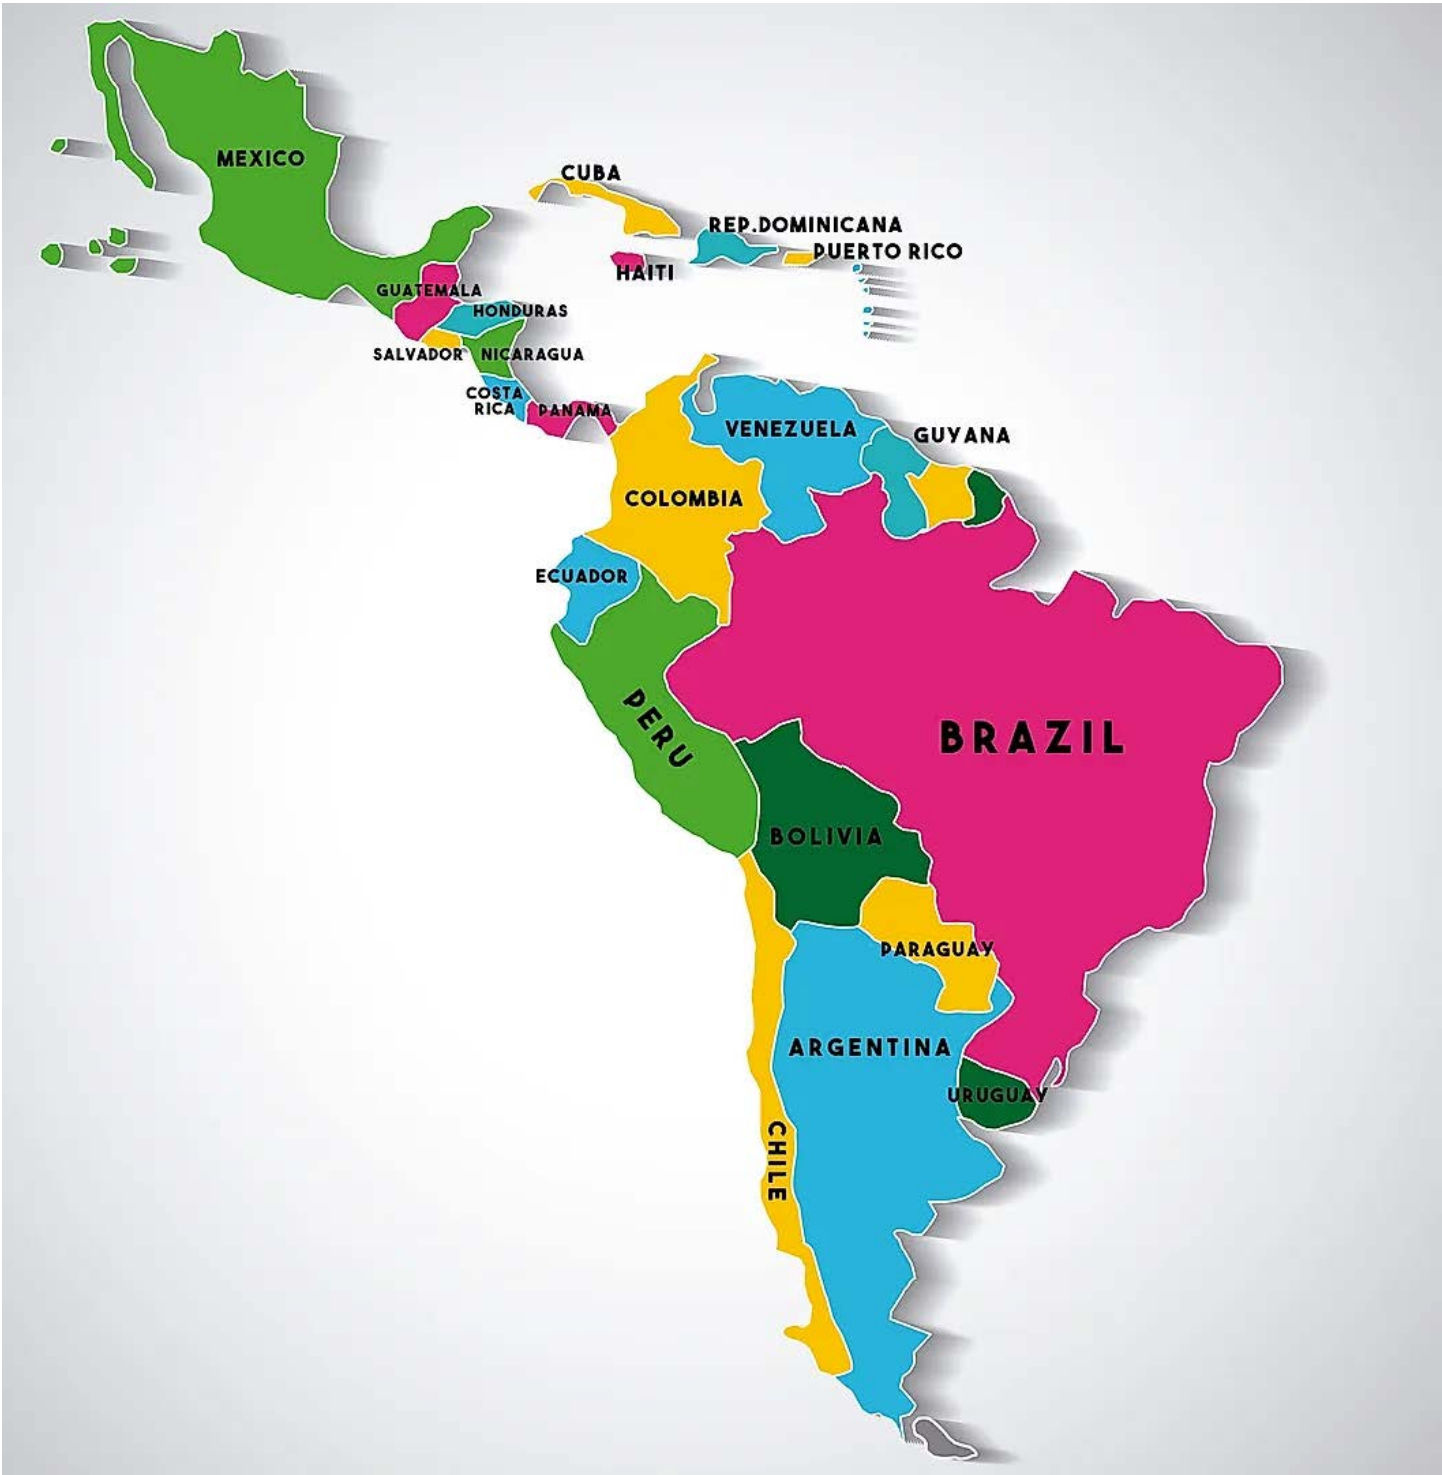 MEXICO
CUBA
REP.DOMINICANA
PUERTO RICO
HAITI
GUATEMALA
HONDURAS
SALVADOR
NICARAGUA
COSTA
RICA
PANAMA
VENEZUELA
GUYANA
COLOMBIA
ECUADOR
PERU
BRAZIL
BOLIVIA
PARAGUAY
ARGENTINA
URUGUAY
CHILE